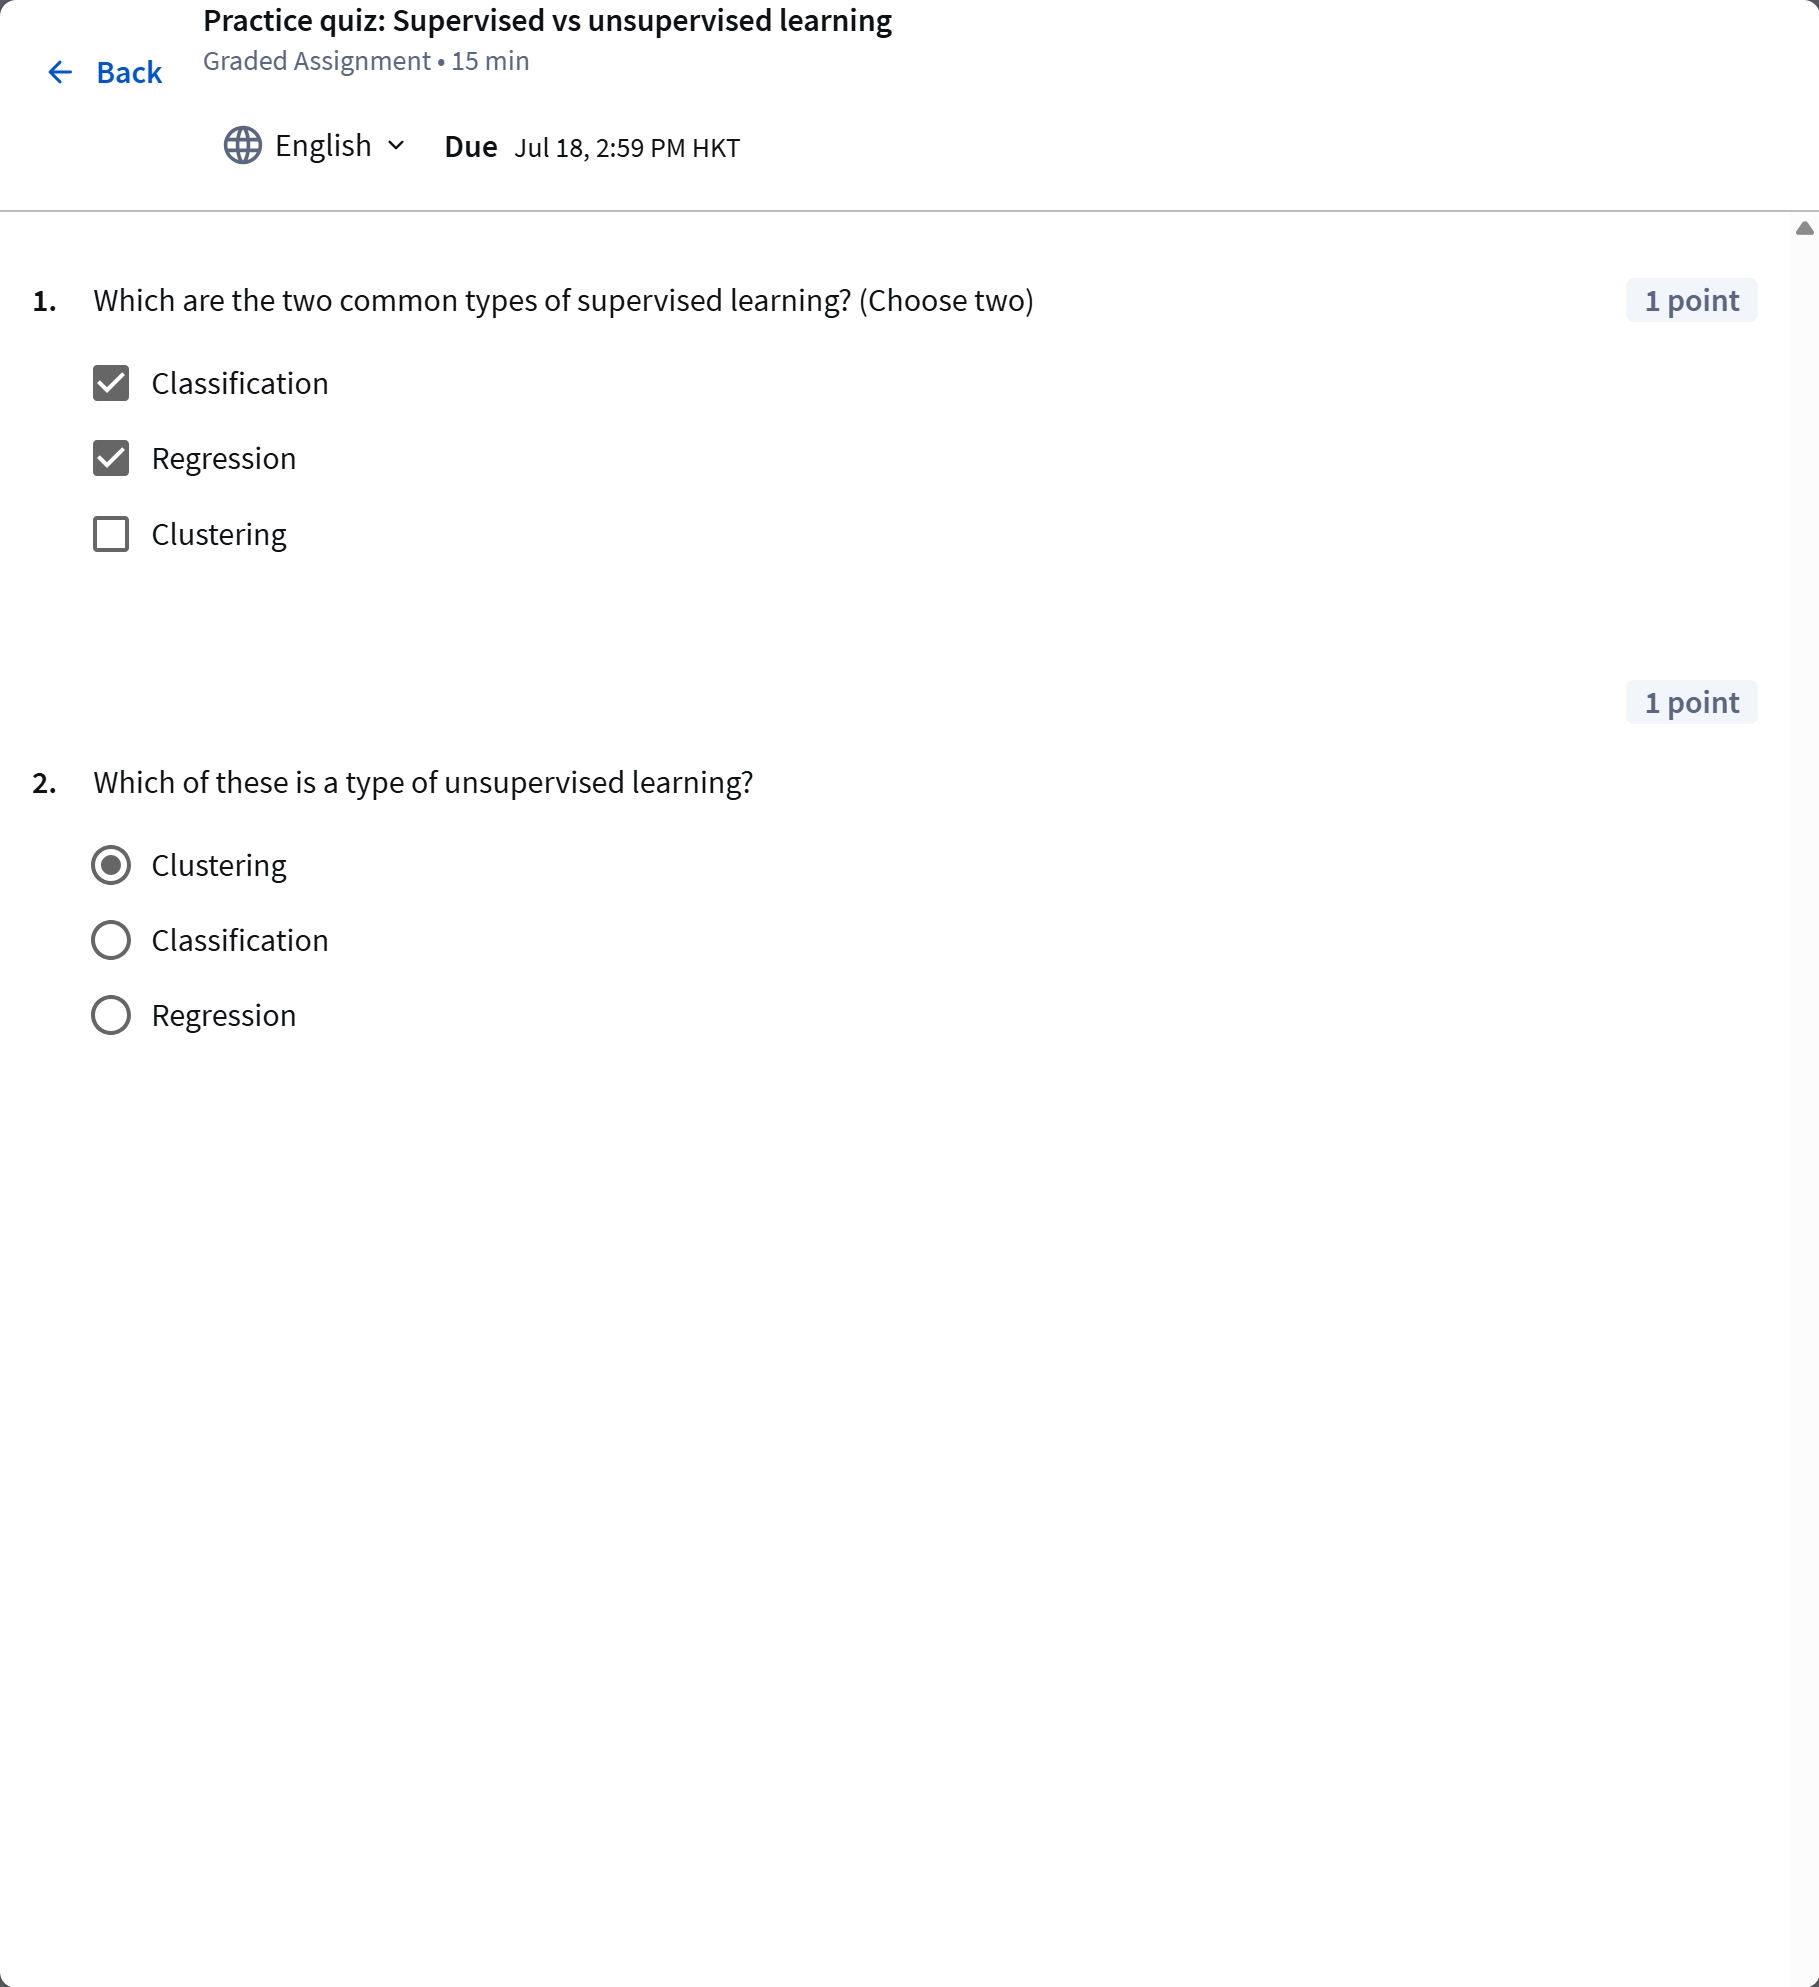 Practice quiz: Supervised vs unsupervised learning
Graded Assignment • 15 min
Back
English
Due Jul 18, 2:59 PM HKT
1. Which are the two common types of supervised learning? (Choose two)
1 point
Classification
Regression
Clustering
1 point
2. Which of these is a type of unsupervised learning?
Clustering
Classification
Regression